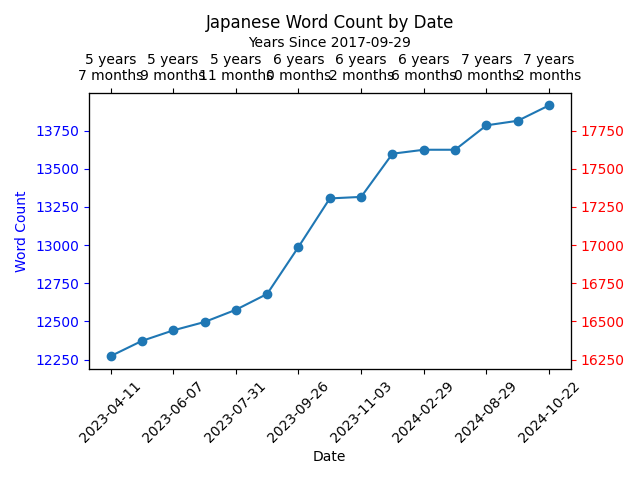 Japanese Word Count by Date
Years Since 2017-09-29
5 years 5 years 5 years 6 years 6 years 6 years 7 years 7 years
7 months 9 months 11 months 0 months 2 months 6 months 0 months 2 months
13750 17750
13500 17500
13250 17250
13000 17000
12750 16750
12500 16500
12250 16250
Word Count
2023-04-11 2023-06-07 2023-07-31 2023-09-26 2023-11-03 2024-02-29 2024-08-29 2024-10-22
Date